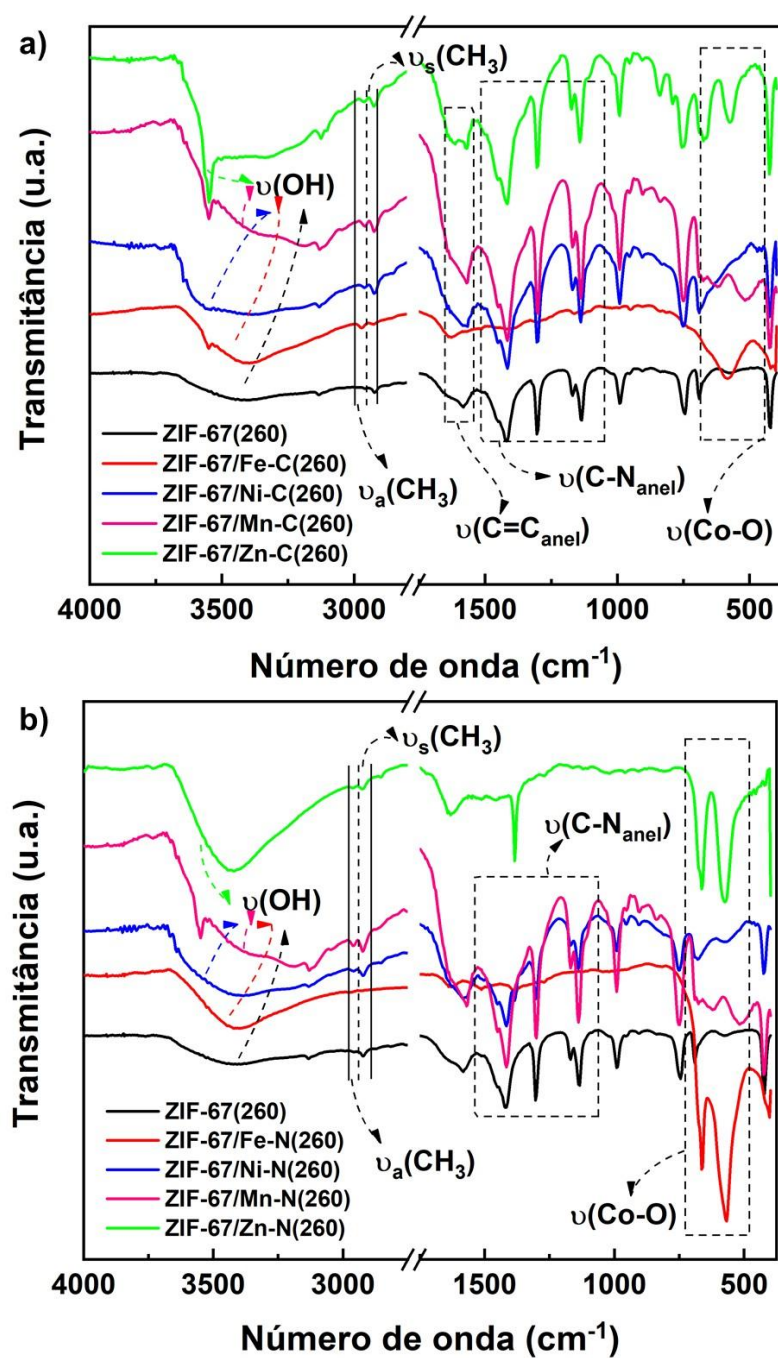 a)
υs(CH3)
υ(OH)
ZIF-67(260)
ZIF-67/Fe-C(260)
ZIF-67/Ni-C(260)
ZIF-67/Mn-C(260)
ZIF-67/Zn-C(260)
υa(CH3)
υ(C-Nanel)
υ(C=Canel)
υ(Co-O)
Transmitância (u.a.)
4000 3500 3000 1500 1000 500
Número de onda (cm-1)
b)
υs(CH3)
υ(C-Nanel)
υ(OH)
ZIF-67(260)
ZIF-67/Fe-N(260)
ZIF-67/Ni-N(260)
ZIF-67/Mn-N(260)
ZIF-67/Zn-N(260)
υa(CH3)
υ(Co-O)
Transmitância (u.a.)
4000 3500 3000 1500 1000 500
Número de onda (cm-1)